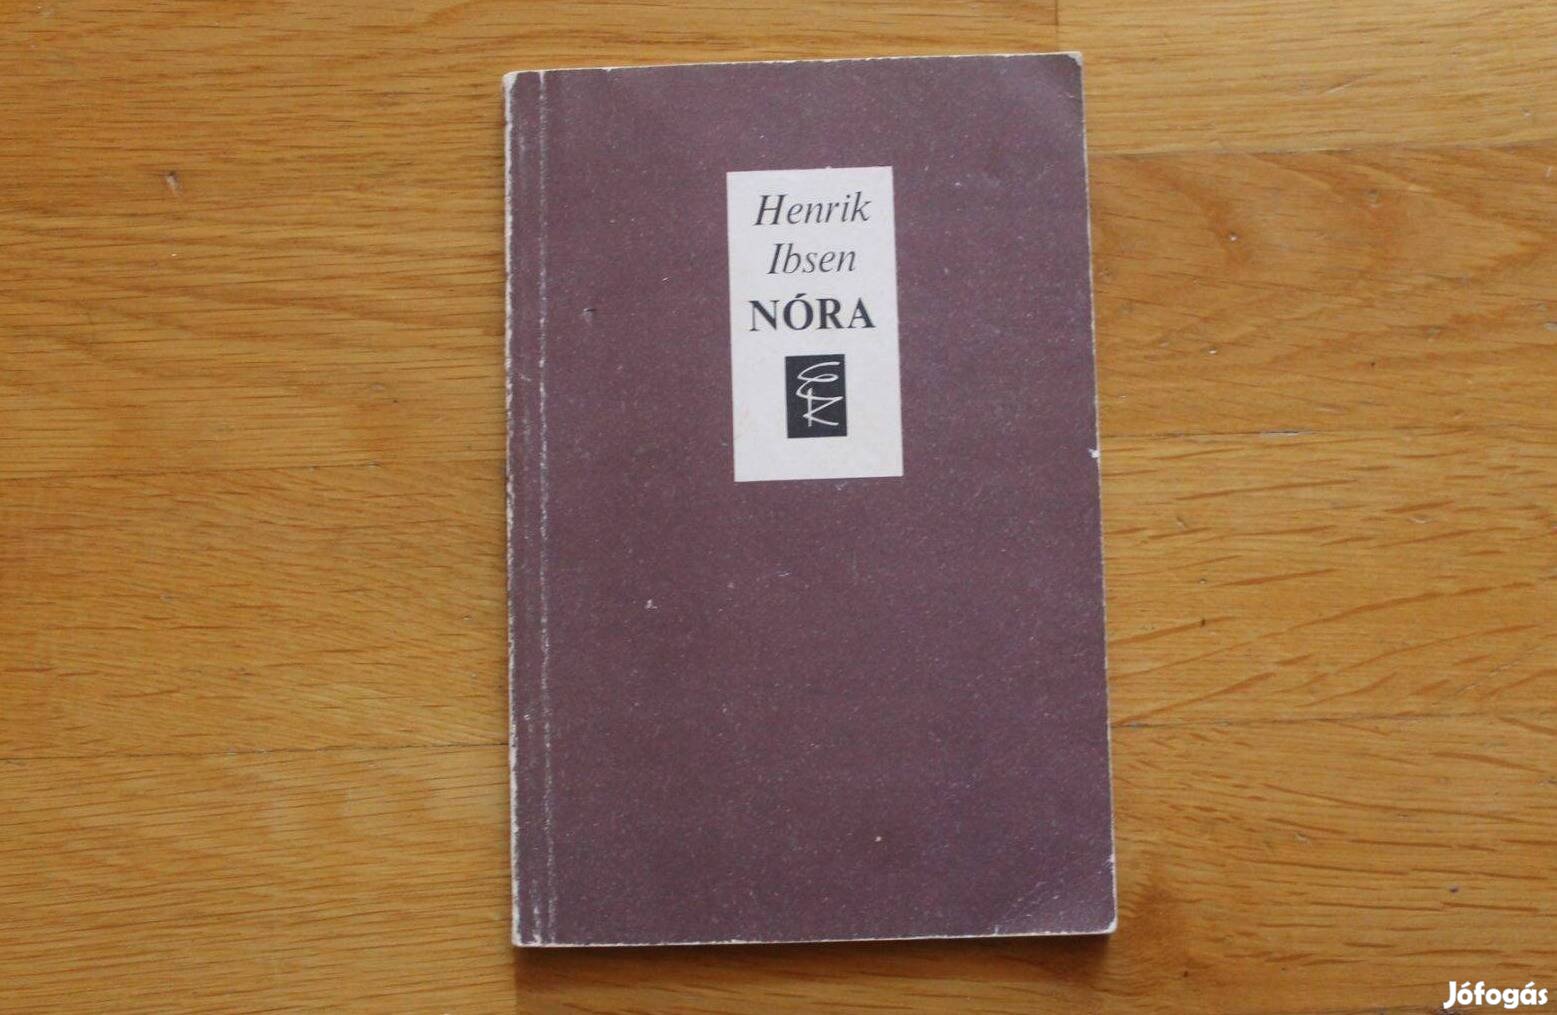 Henrik
Ibsen
NÓRA
Jófogás